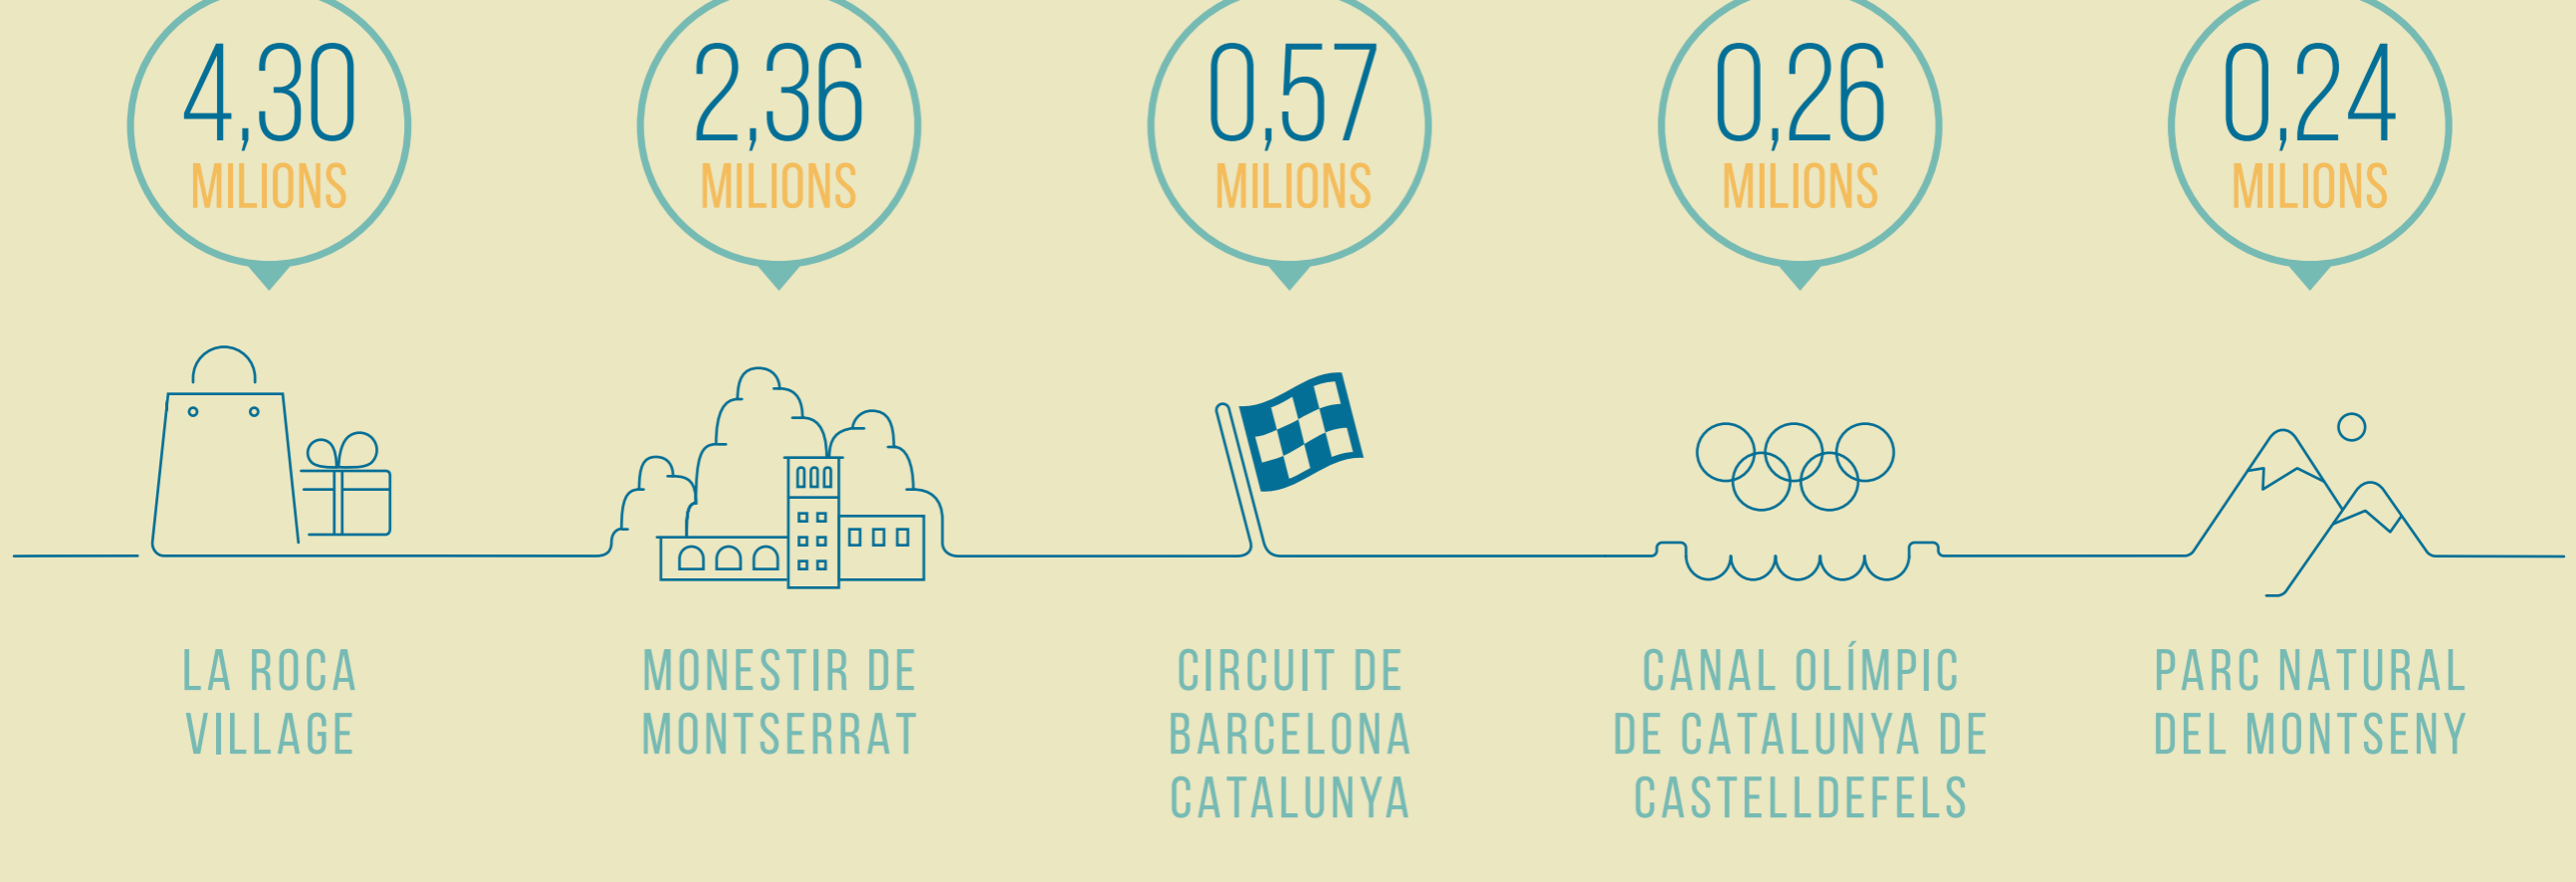 4,30
MILIONS
2,36
MILIONS
0,57
MILIONS
0,26
MILIONS
0,24
MILIONS
LA ROCA
VILLAGE
MONESTIR DE
MONTSERRAT
CIRCUIT DE
BARCELONA
CATALUNYA
CANAL OLÍMPIC
DE CATALUNYA DE
CASTELLDEFELS
PARC NATURAL
DEL MONTSENY